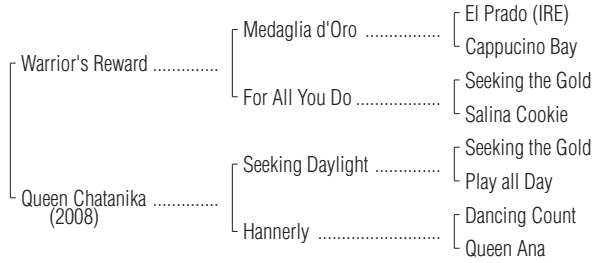 El Prado (IRE)
Medaglia d'Oro ..................
Cappucino Bay
Warrior's Reward ..............
Seeking the Gold
For All You Do ....................
Salina Cookie
Seeking the Gold
Seeking Daylight ...............
Play all Day
Queen Chatanika ..............
(2008)
Dancing Count
Hannerly ............................
Queen Ana